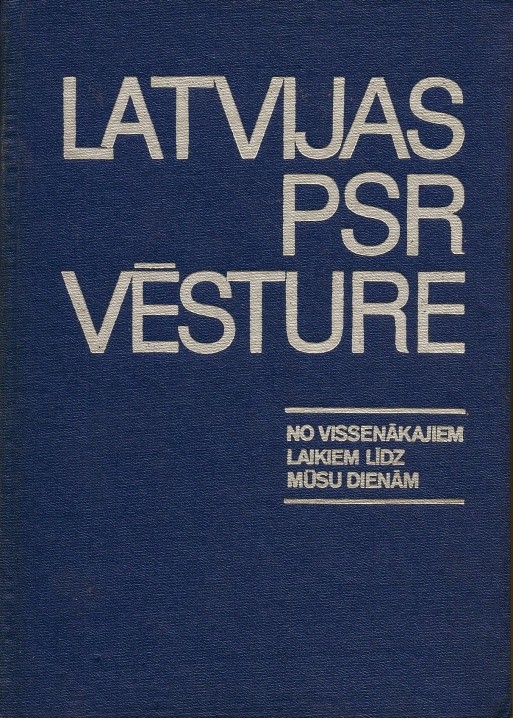 LATVIJAS
PSR
VĒSTURE
NO VISSENĀKAJIEM
LAIKIEM LĪDZ
MŪSU DIENĀM